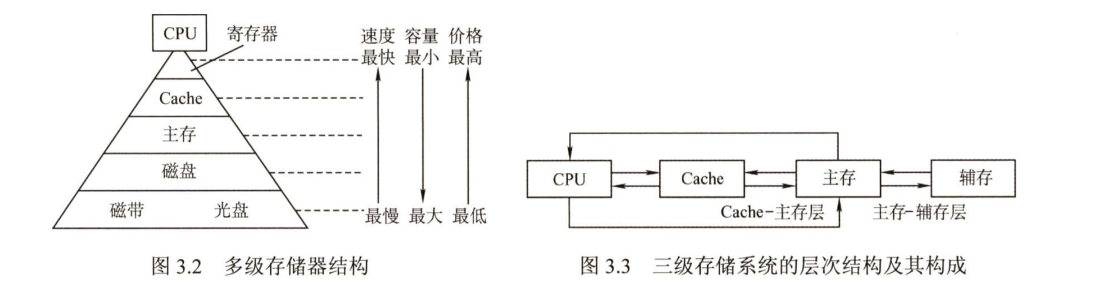 CPU
寄存器
速度 容量 价格
最快 最小 最高
Cache
主存
磁盘
磁带 光盘
最慢 最大 最低
图 3.2 多级存储器结构
CPU Cache 主存 辅存
Cache-主存层 主存-辅存层
图 3.3 三级存储系统的层次结构及其构成